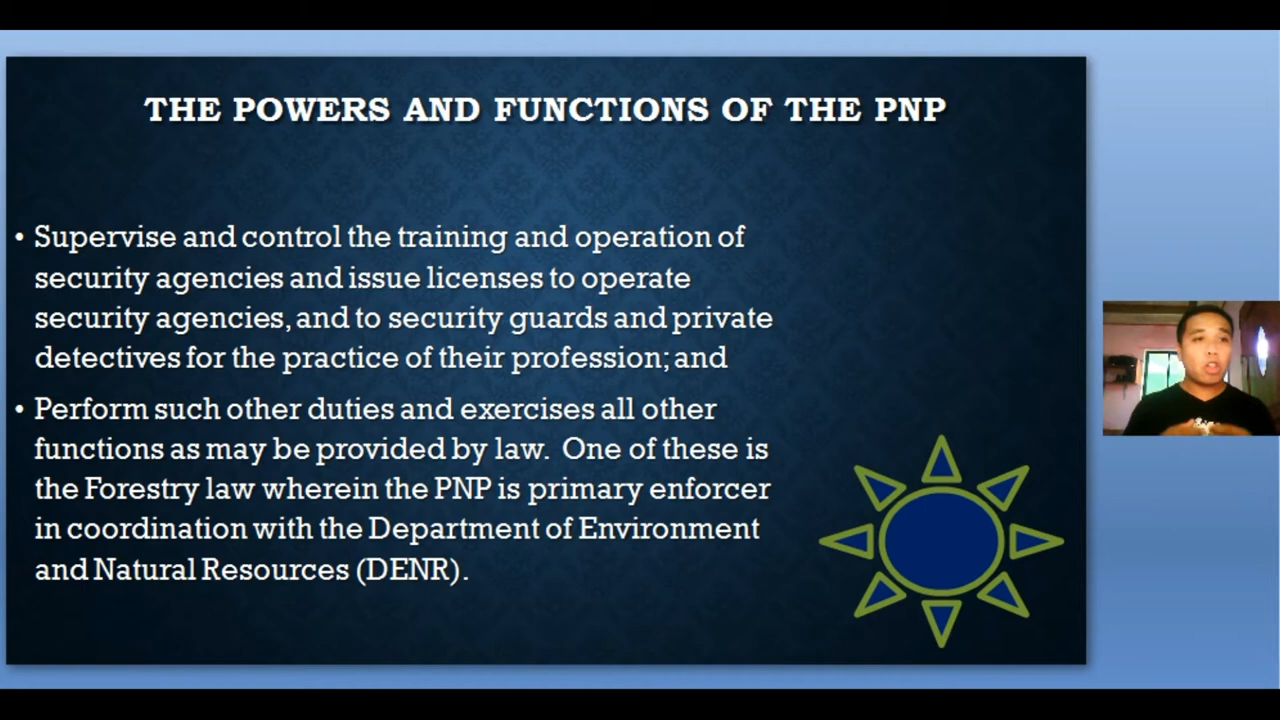 THE POWERS AND FUNCTIONS OF THE PNP
• Supervise and control the training and operation of
security agencies and issue licenses to operate
security agencies, and to security guards and private
detectives for the practice of their profession; and
• Perform such other duties and exercises all other
functions as may be provided by law. One of these is
the Forestry law wherein the PNP is primary enforcer
in coordination with the Department of Environment
and Natural Resources (DENR).